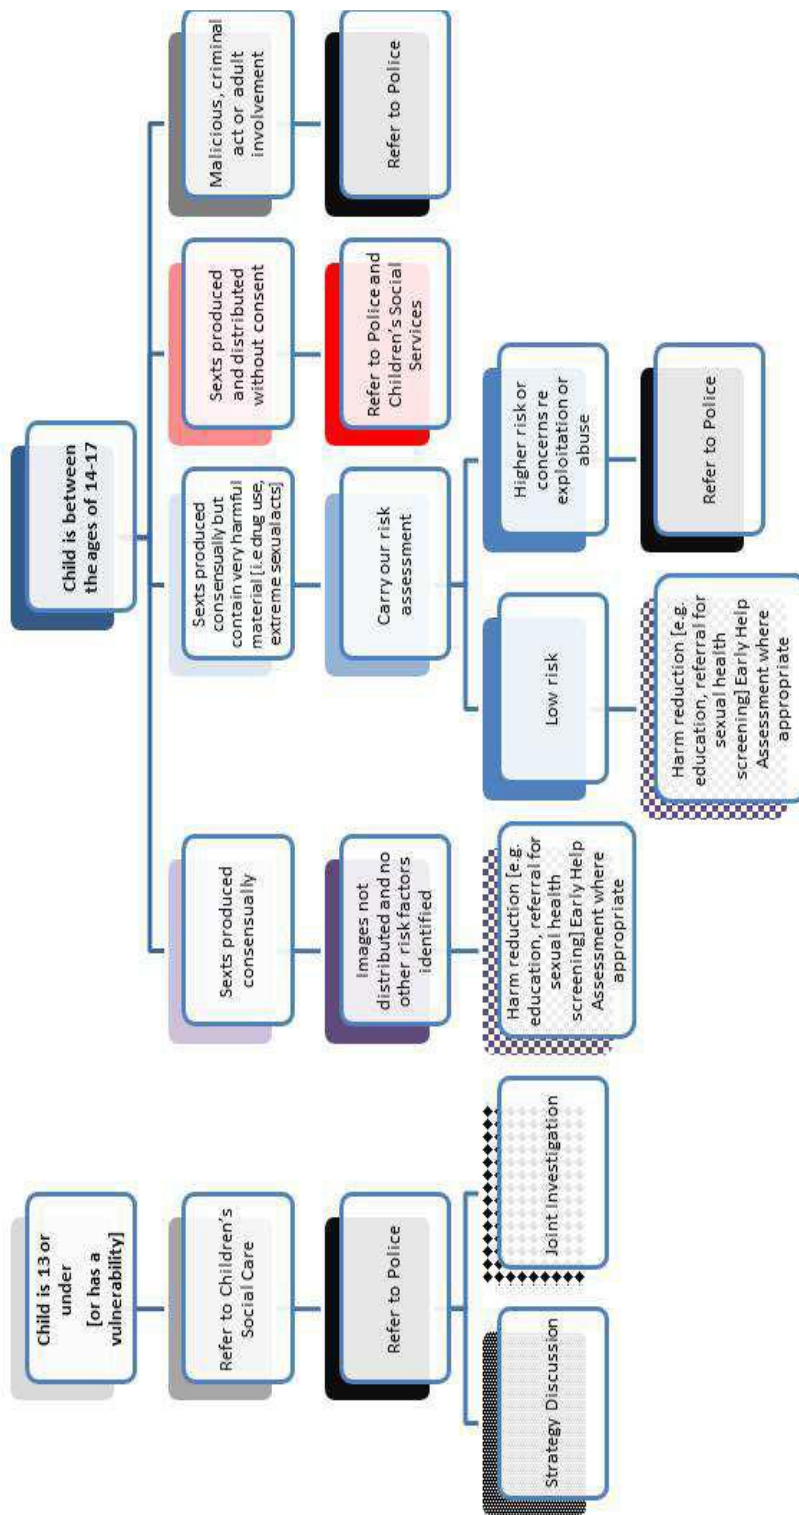 Child is 13 or
under
[or has a
vulnerability]
Refer to Children's
Social Care
Refer to Police
Strategy Discussion
Joint Investigation
Child is between
the ages of 14-17
Sexts produced
consensually
Images not
distributed and no
other risk factors
identified
Harm reduction [e.g.
education, referral for
sexual health
screening] Early Help
Assessment where
appropriate
Sexts produced
consensually but
contain very harmful
material [i.e drug use,
extreme sexual acts]
Carry our risk
assessment
Low risk
Harm reduction [e.g.
education, referral for
sexual health
screening] Early Help
Assessment where
appropriate
Higher risk or
concerns re
exploitation or
abuse
Refer to Police
Sexts produced
and distributed
without consent
Refer to Police and
Children's Social
Services
Malicious, criminal
act or adult
involvement
Refer to Police